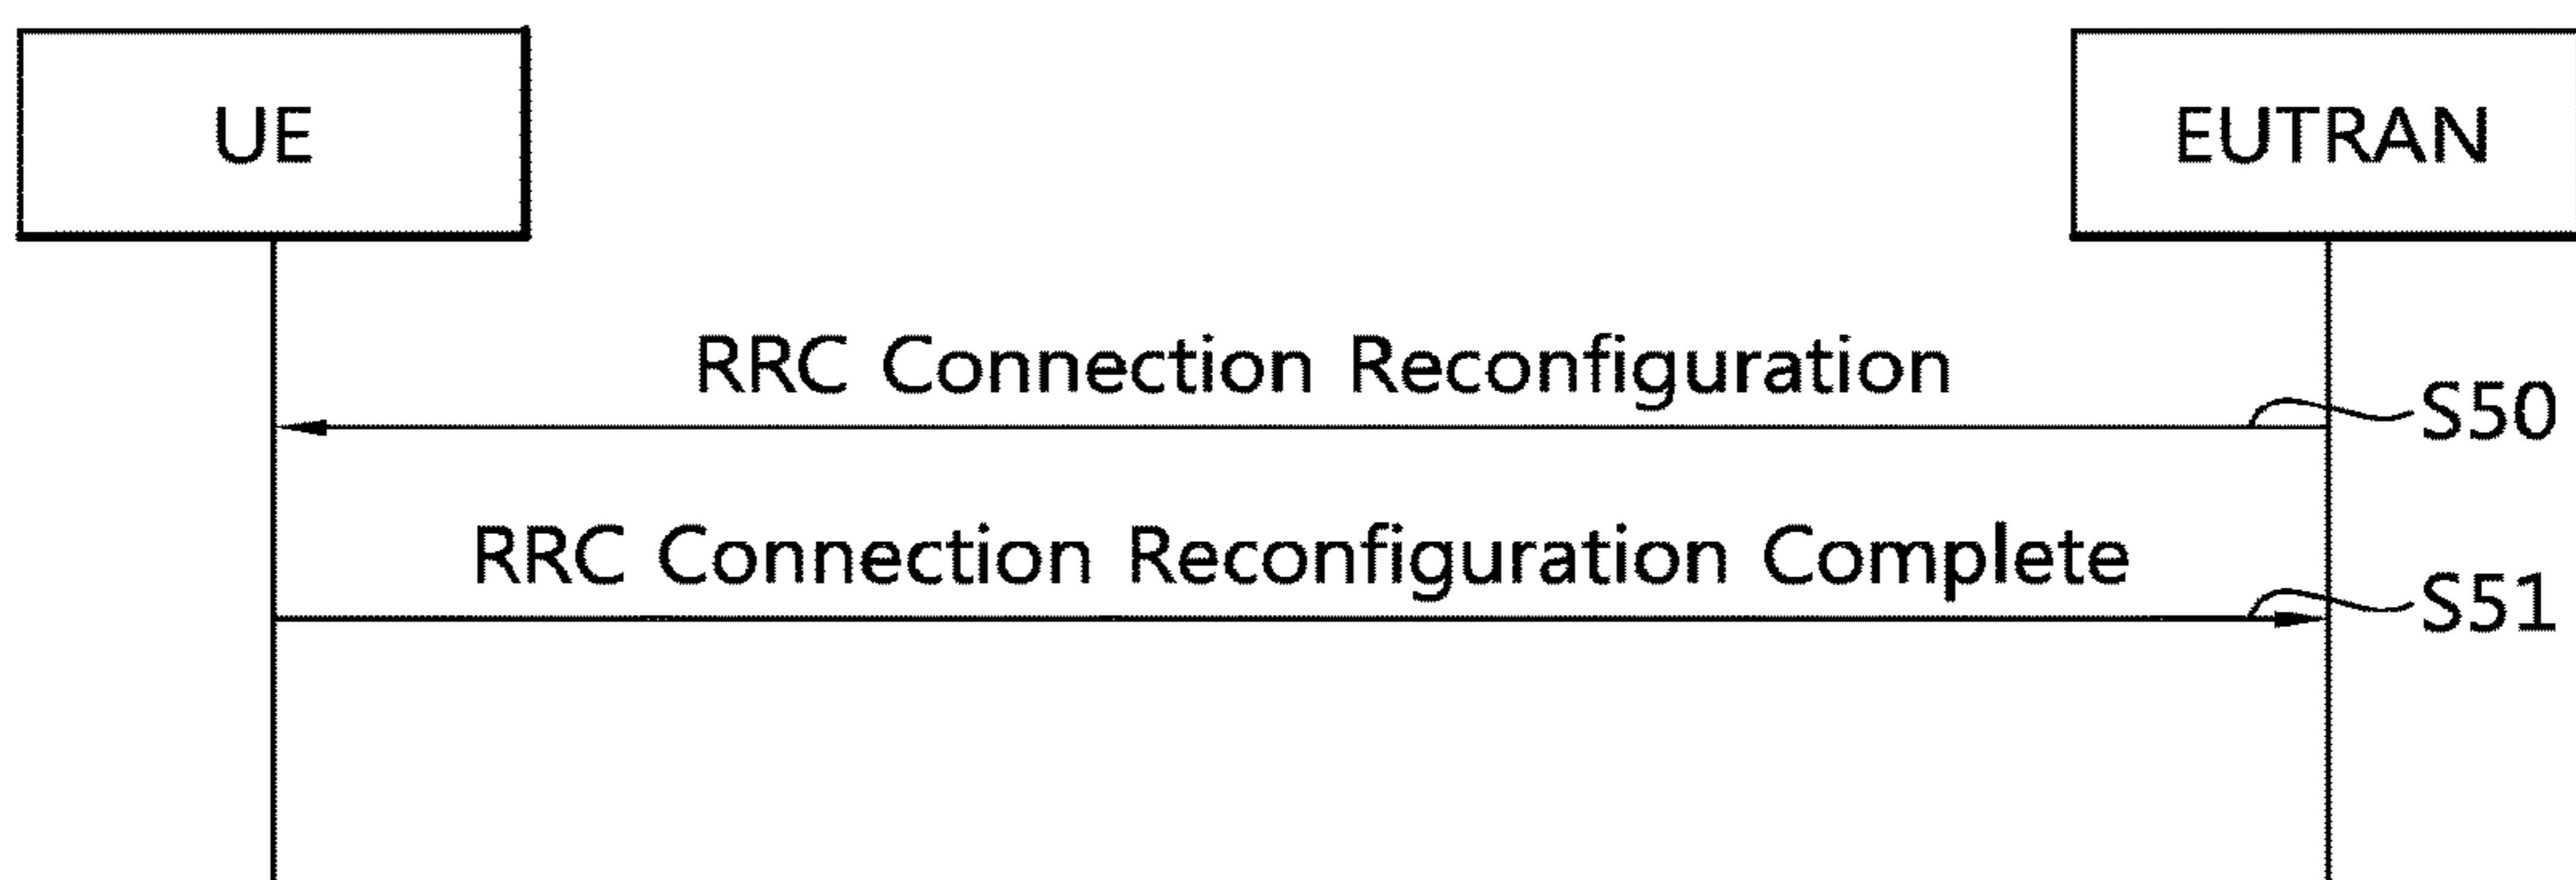 UE
EUTRAN
RRC Connection Reconfiguration
S50
RRC Connection Reconfiguration Complete
S51